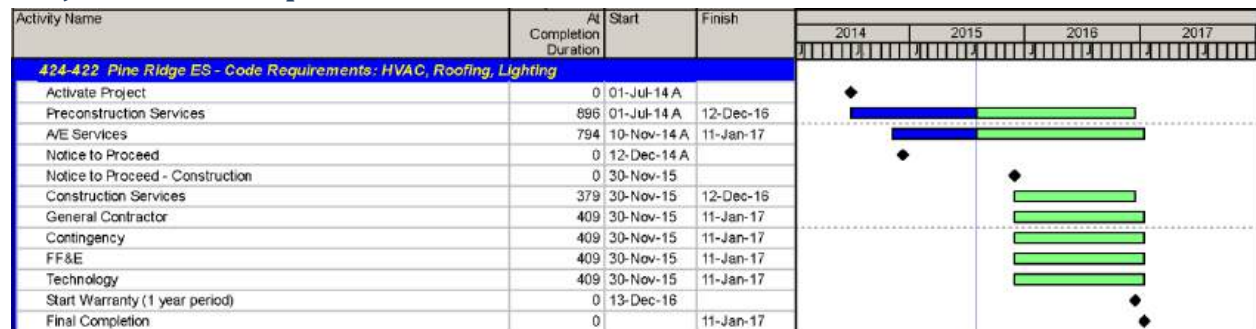 Activity Name At Completion Duration Start Finish
2014 2015 2016 2017
J J J J
424-422 Pine Ridge ES - Code Requirements: HVAC, Roofing, Lighting
Activate Project 0 01-Jul-14 A
Preconstruction Services 896 01-Jul-14 A 12-Dec-16
A/E Services 794 10-Nov-14 A 11-Jan-17
Notice to Proceed 0 12-Dec-14 A
Notice to Proceed - Construction 0 30-Nov-15
Construction Services 379 30-Nov-15 12-Dec-16
General Contractor 409 30-Nov-15 11-Jan-17
Contingency 409 30-Nov-15 11-Jan-17
FF&E 409 30-Nov-15 11-Jan-17
Technology 409 30-Nov-15 11-Jan-17
Start Warranty (1 year period) 0 13-Dec-16
Final Completion 0 11-Jan-17